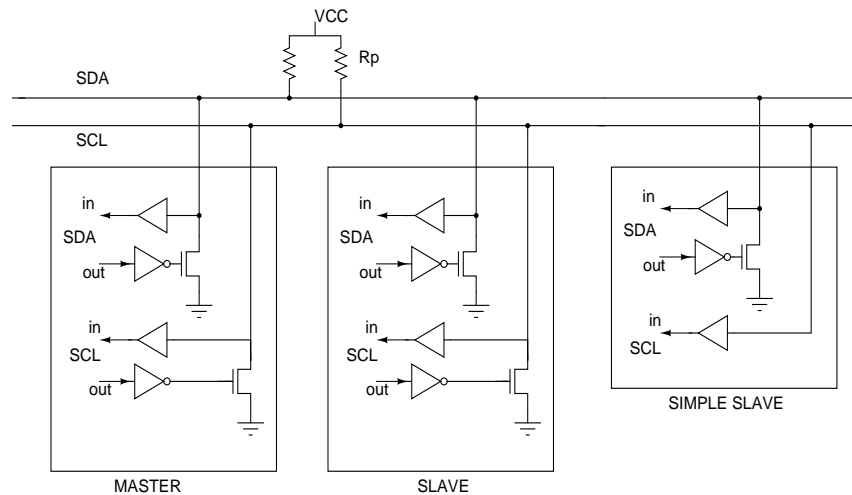 VCC
Rp
SDA
SCL
in
SDA
out
in
SCL
out
MASTER
in
SDA
out
in
SCL
out
SLAVE
in
SDA
out
in
SCL
SIMPLE SLAVE